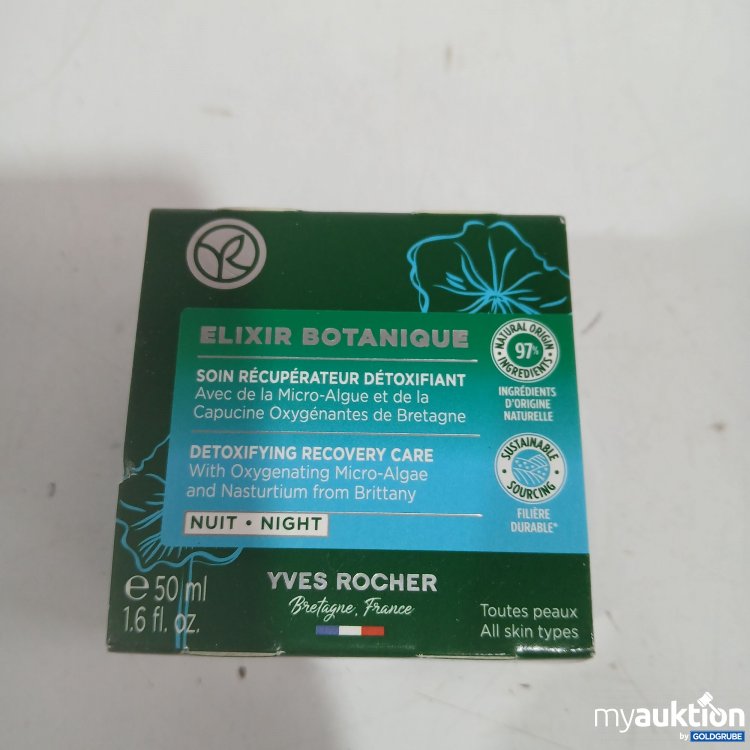 YR
ELIXIR BOTANIQUE
SOIN RÉCUPÉRATEUR DÉTOXIFIANT
Avec de la Micro-Algue et de la
Capucine Oxygénantes de Bretagne
DETOXIFYING RECOVERY CARE
With Oxygenating Micro-Algae
and Nasturtium from Brittany
NUIT • NIGHT
NATURAL ORIGIN
97%
INGREDIENTS
INGRÉDIENTS
D'ORIGINE
NATURELLE
SUSTAINABLE
SOURCING
FILIÈRE
DURABLE*
℮ 50 ml
1.6 fl. oz.
YVES ROCHER
Bretagne, France
Toutes peaux
All skin types
myauktion
by GOLDGRUBE